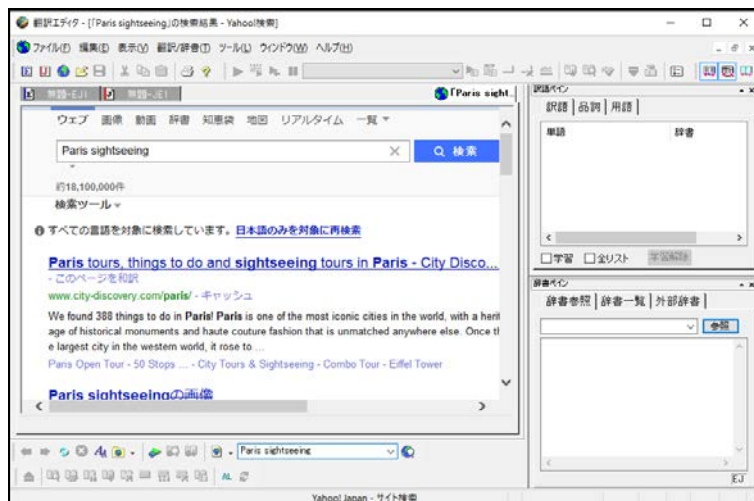 翻訳エディタ - [「Paris sightseeing」の検索結果 - Yahoo!検索]
ファイル(F) 編集(E) 表示(V) 翻訳/辞書(T) ツール(L) ウィンドウ(W) ヘルプ(H)
無題-EJ1 無題-JE1 「Paris sight...
ウェブ 画像 動画 辞書 知恵袋 地図 リアルタイム 一覧
Paris sightseeing 検索
約18,100,000件
検索ツール
すべての言語を対象に検索しています。日本語のみを対象に再検索
Paris tours, things to do and sightseeing tours in Paris - City Disco...
- このページを和訳
www.city-discovery.com/paris/ - キャッシュ
We found 388 things to do in Paris! Paris is one of the most iconic cities in the world, with a herit
age of historical monuments and haute couture fashion that is unmatched anywhere else. Once th
e largest city in the western world, it rose to ...
Paris Open Tour - 50 Stops ... - City Tours & Sightseeing - Combo Tour - Eiffel Tower
Paris sightseeingの画像
Paris sightseeing
AL
Yahoo! Japan - サイト検索
訳語ペイン
訳語 品詞 用語
単語 辞書
学習 全リスト 学習解除
辞書ペイン
辞書参照 辞書一覧 外部辞書
参照
EJ